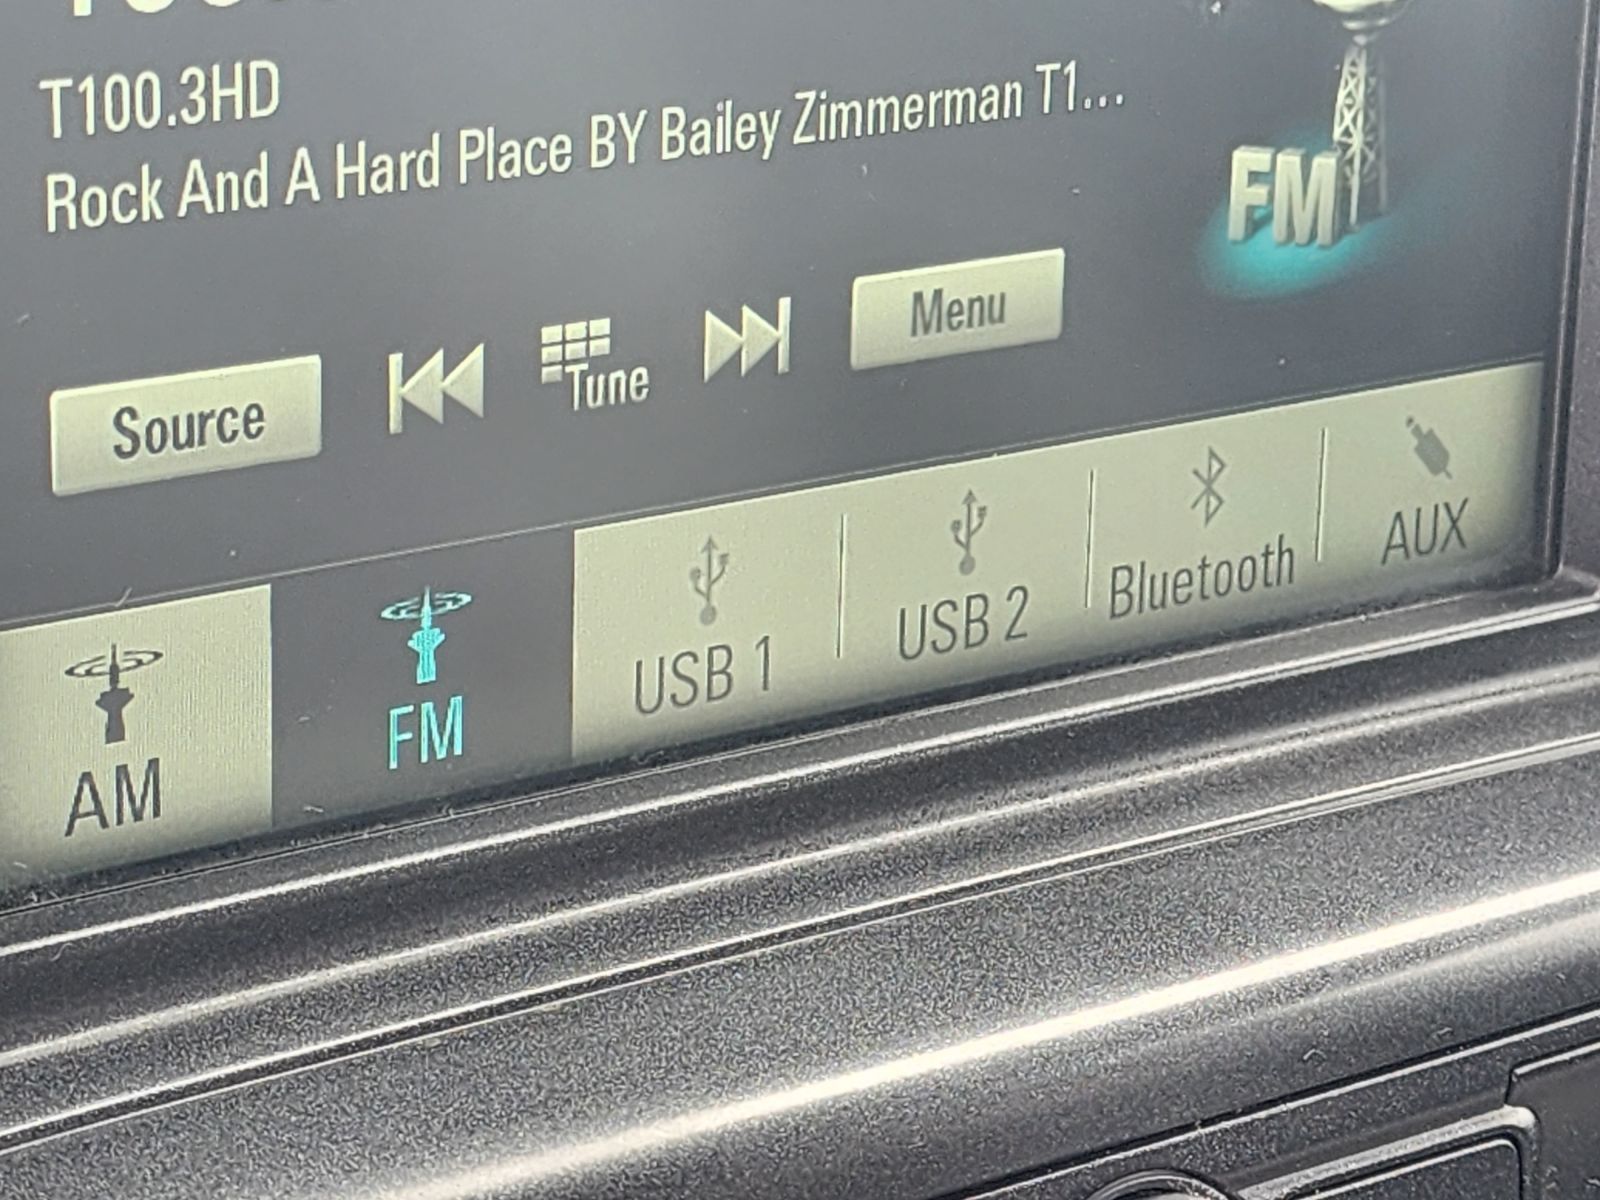 T100.3HD
Rock And A Hard Place BY Bailey Zimmerman T1...
FM
Source
Tune
Menu
AM
FM
USB 1
USB 2
Bluetooth
AUX